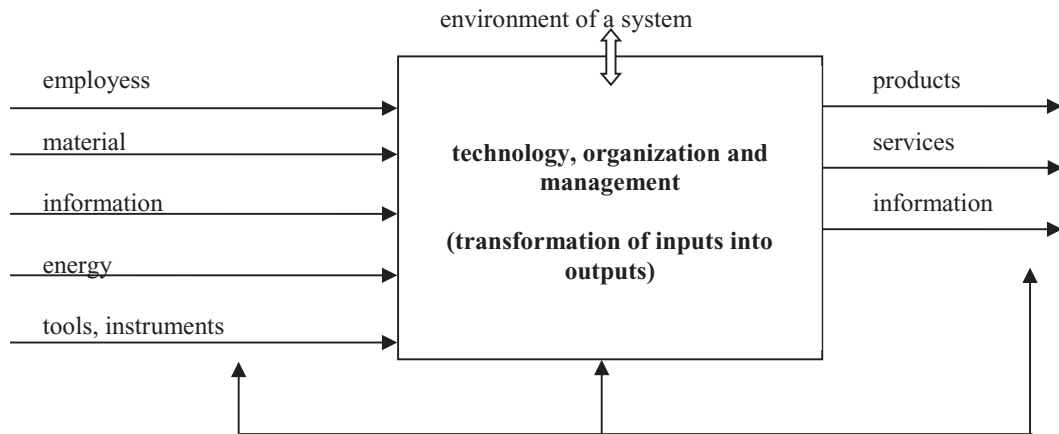 environment of a system
employess
material
information
energy
tools, instruments
technology, organization and
management
(transformation of inputs into
outputs)
products
services
information